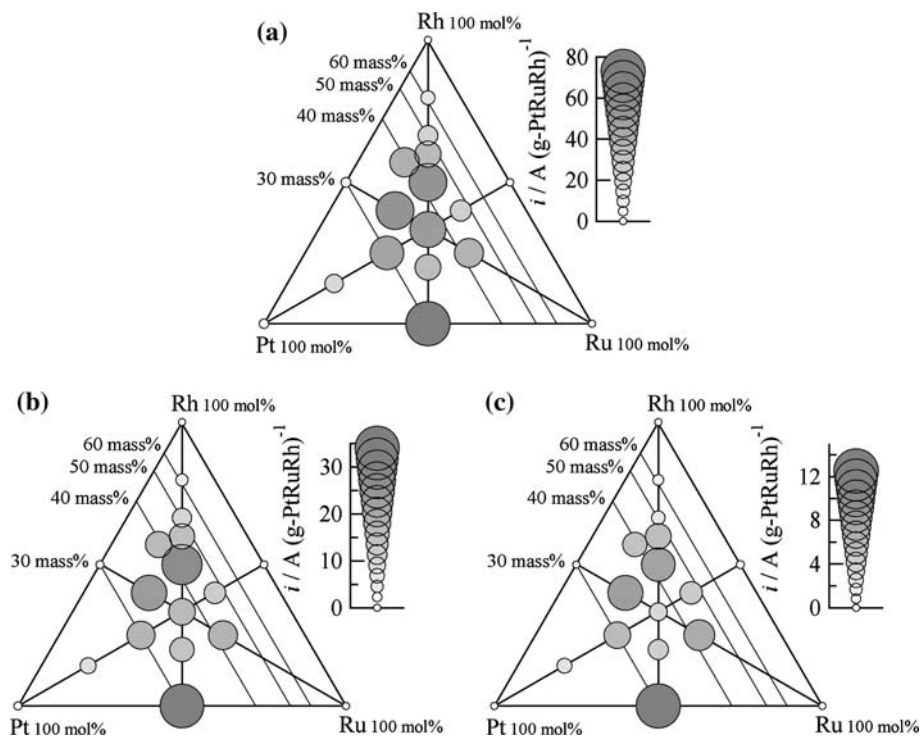 (a)
Rh 100 mol%
60 mass%
50 mass%
40 mass%
30 mass%
Pt 100 mol%
Ru 100 mol%
i / A (g-PtRuRh)⁻¹
80
60
40
20
0
(b)
Rh 100 mol%
60 mass%
50 mass%
40 mass%
30 mass%
Pt 100 mol%
Ru 100 mol%
i / A (g-PtRuRh)⁻¹
30
20
10
0
(c)
Rh 100 mol%
60 mass%
50 mass%
40 mass%
30 mass%
Pt 100 mol%
Ru 100 mol%
i / A (g-PtRuRh)⁻¹
12
8
4
0